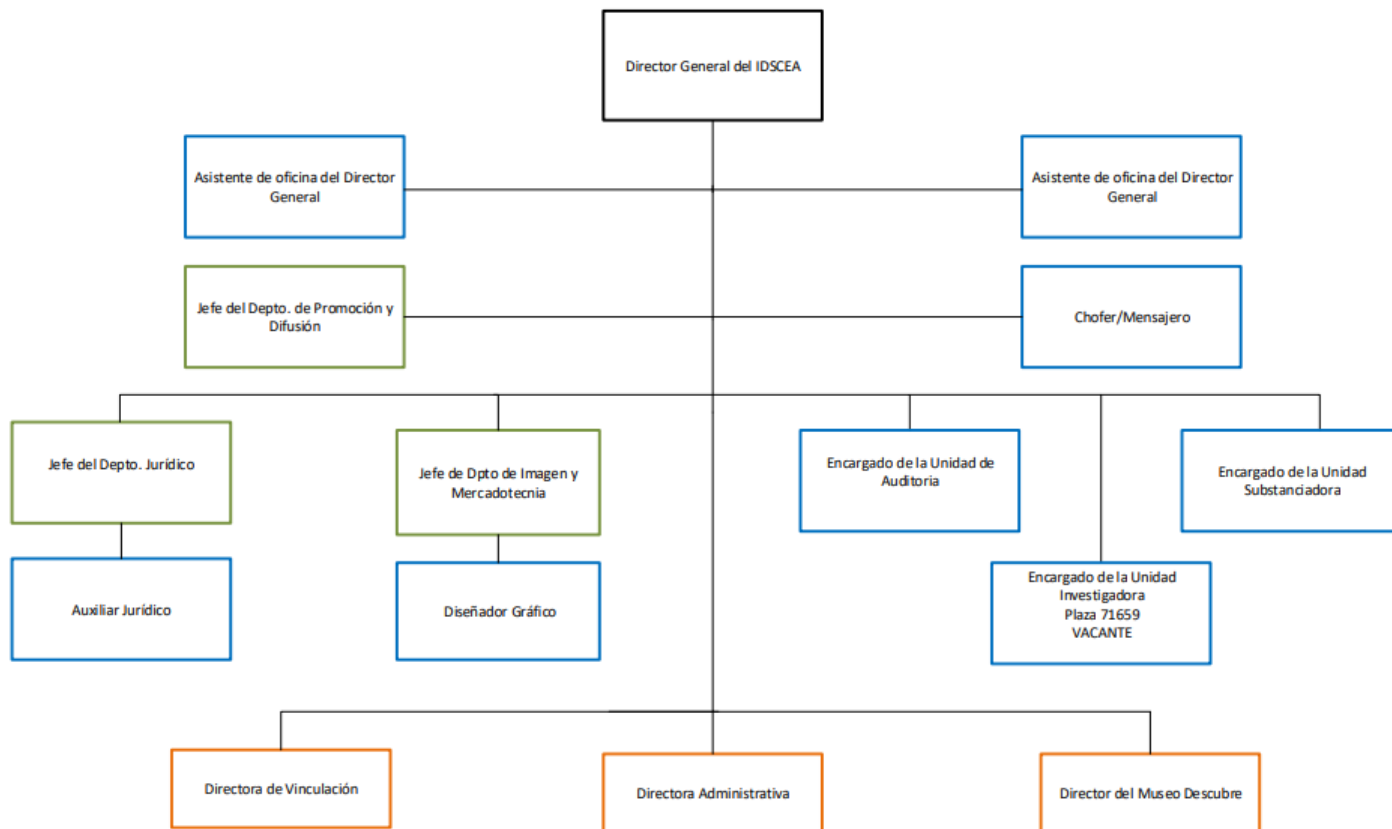 Director General del IDSCEA
Asistente de oficina del Director
General
Asistente de oficina del Director
General
Jefe del Depto. de Promoción y
Difusión
Chofer/Mensajero
Jefe del Depto. Jurídico
Jefe de Dpto de Imagen y
Mercadotecnia
Encargado de la Unidad de
Auditoria
Encargado de la Unidad
Substanciadora
Auxiliar Jurídico
Diseñador Gráfico
Encargado de la Unidad
Investigadora
Plaza 71659
VACANTE
Directora de Vinculación
Directora Administrativa
Director del Museo Descubre